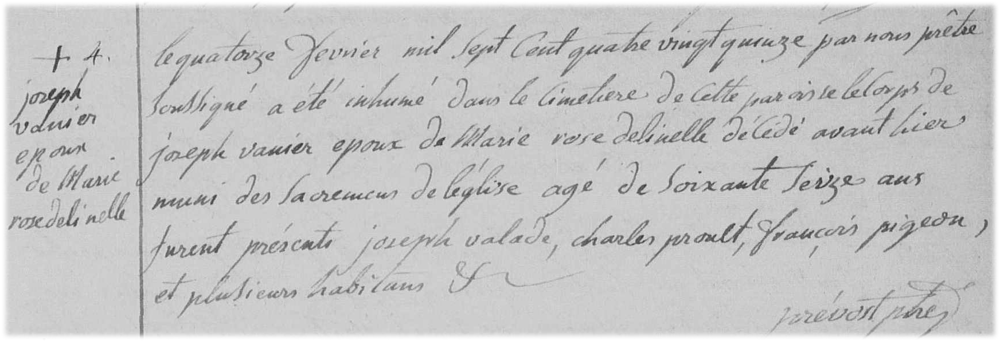 + 4.
joseph
vanier
epoux
de Marie
rose delinelle
le quatorze fevrier mil sept Cent quatre vingt quinze par nous prêtre
soussigné a été inhumé dans le Cimetiere de Cette paroisse le Corps de
joseph vanier epoux de Marie rose delinelle décédé avant hier
muni des Sacremens de l'église agé de Soixante Seize ans
furent présents joseph valade, charles proult, françois pigeon,
et plusieurs habitans &
prévost ptre